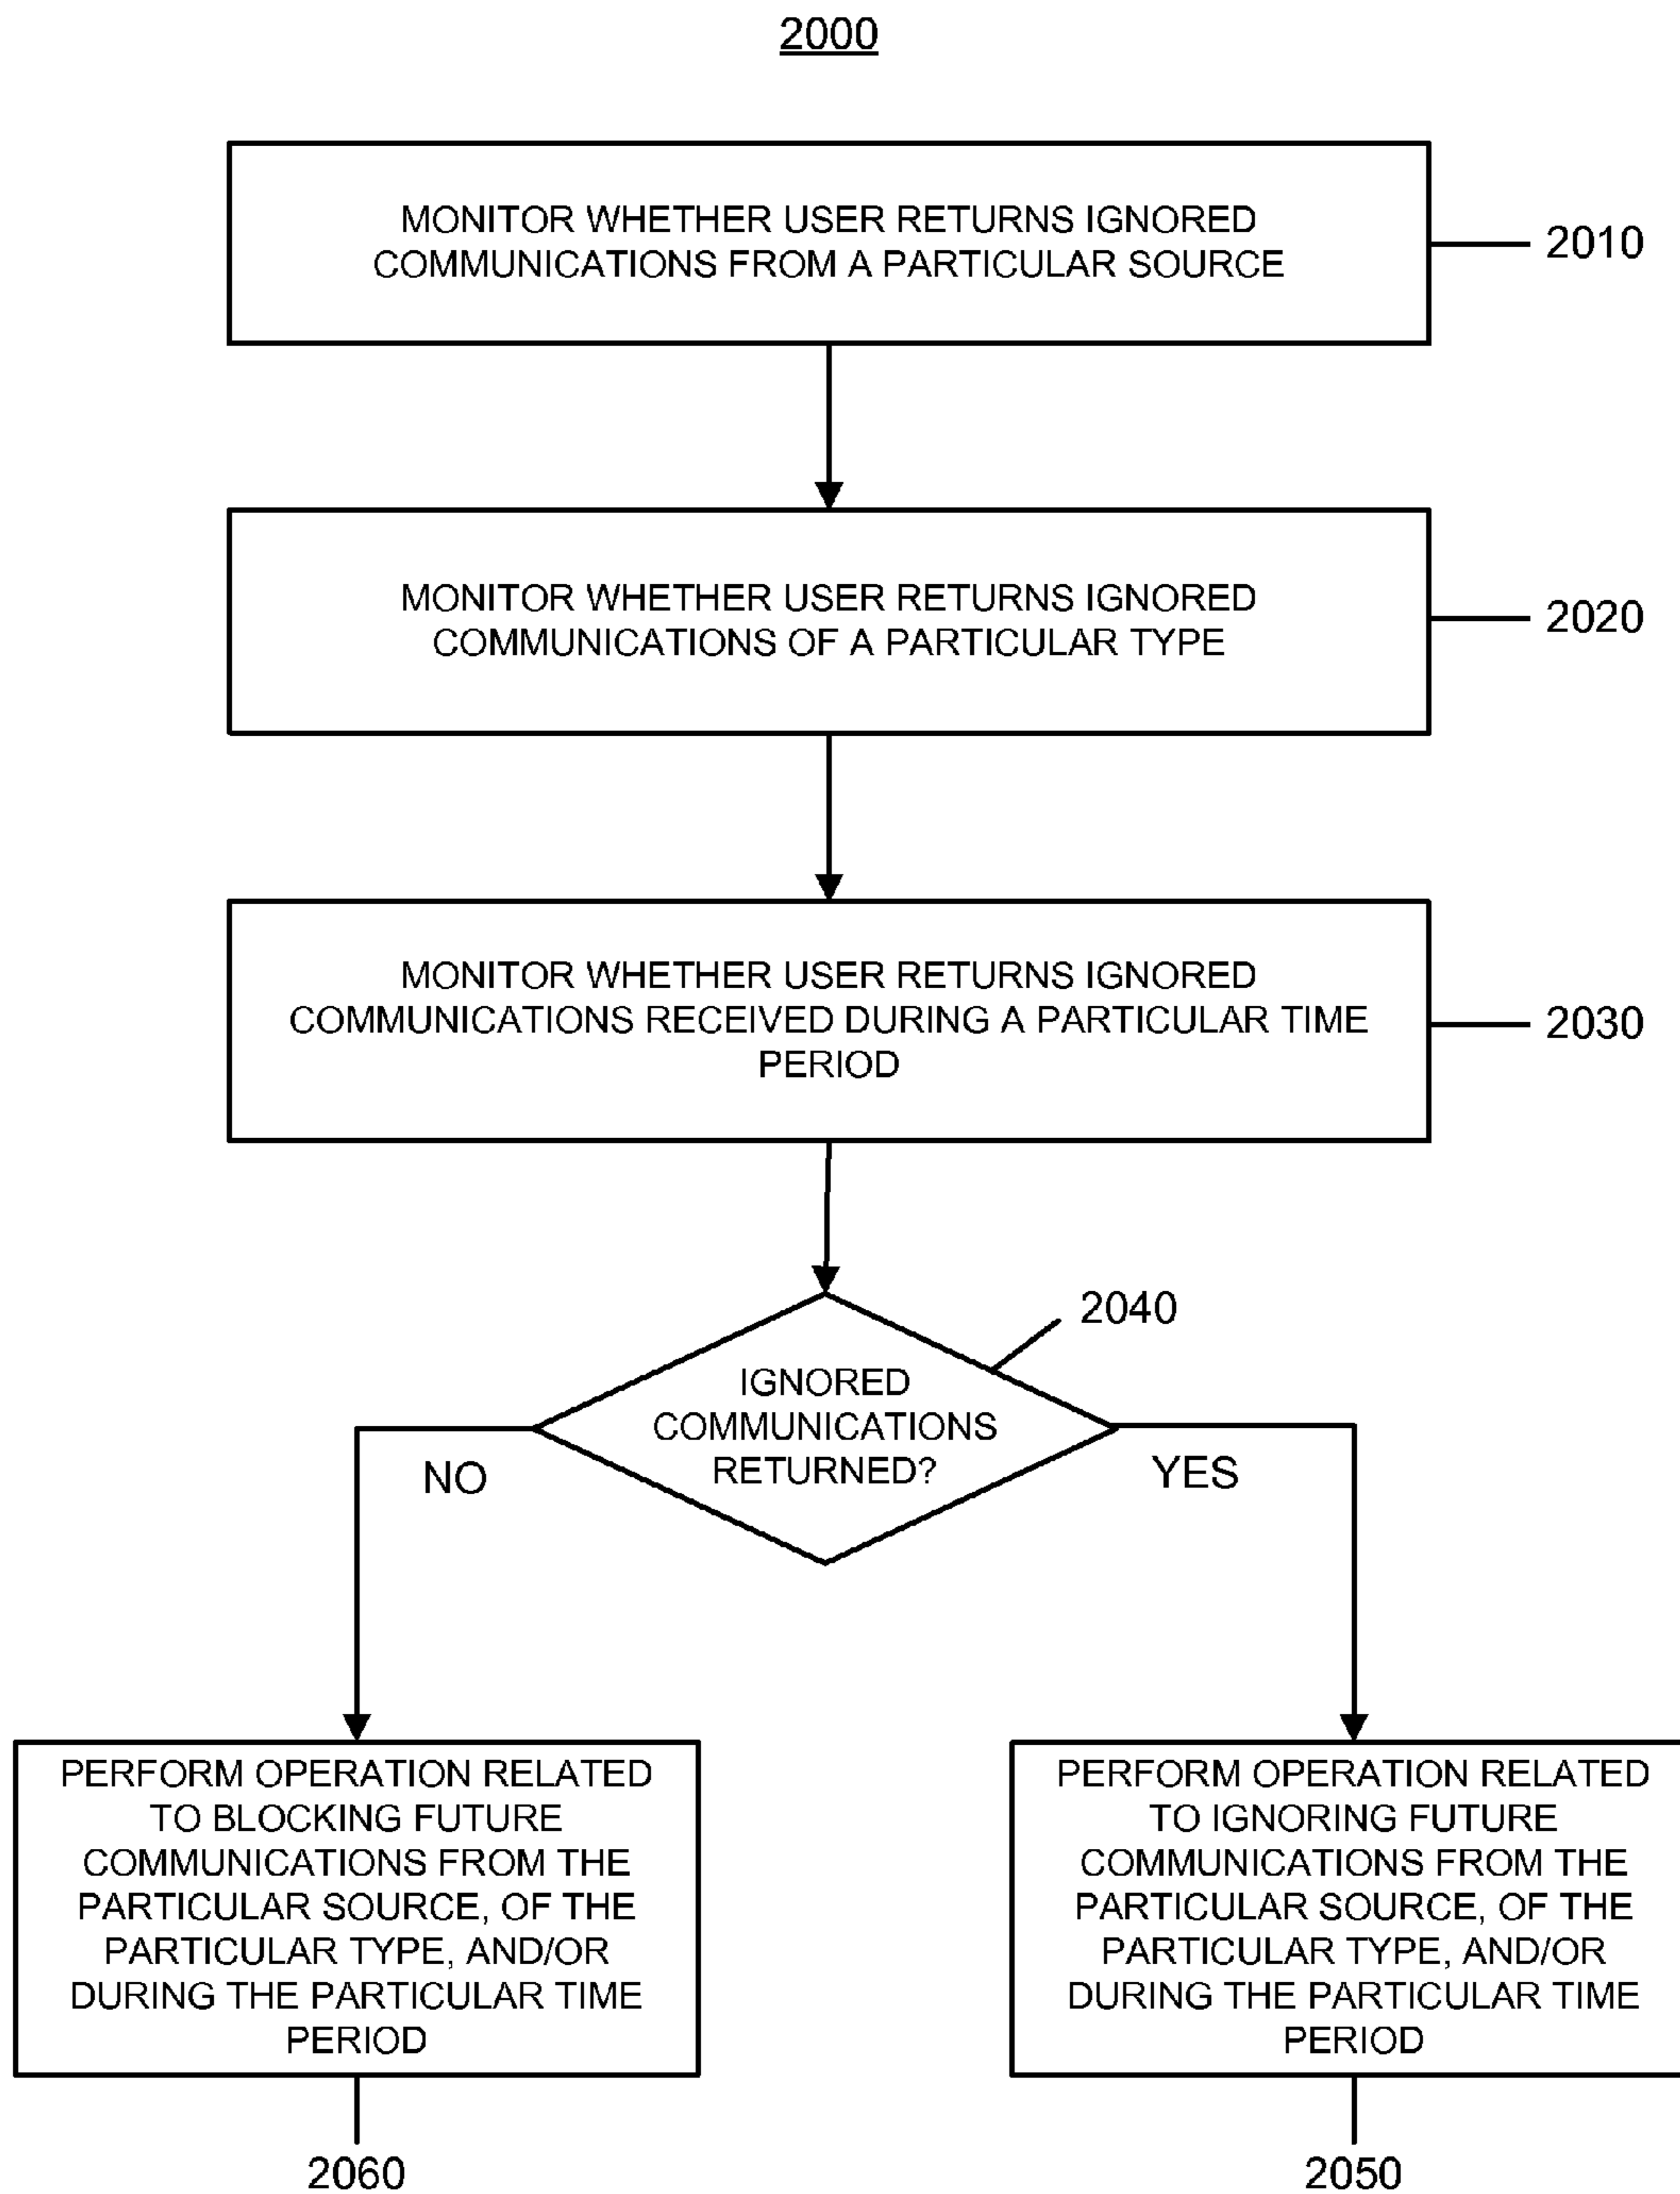 2000
MONITOR WHETHER USER RETURNS IGNORED
COMMUNICATIONS FROM A PARTICULAR SOURCE
2010
MONITOR WHETHER USER RETURNS IGNORED
COMMUNICATIONS OF A PARTICULAR TYPE
2020
MONITOR WHETHER USER RETURNS IGNORED
COMMUNICATIONS RECEIVED DURING A PARTICULAR TIME
PERIOD
2030
2040
IGNORED
COMMUNICATIONS
RETURNED?
NO
YES
PERFORM OPERATION RELATED
TO BLOCKING FUTURE
COMMUNICATIONS FROM THE
PARTICULAR SOURCE, OF THE
PARTICULAR TYPE, AND/OR
DURING THE PARTICULAR TIME
PERIOD
2060
PERFORM OPERATION RELATED
TO IGNORING FUTURE
COMMUNICATIONS FROM THE
PARTICULAR SOURCE, OF THE
PARTICULAR TYPE, AND/OR
DURING THE PARTICULAR TIME
PERIOD
2050